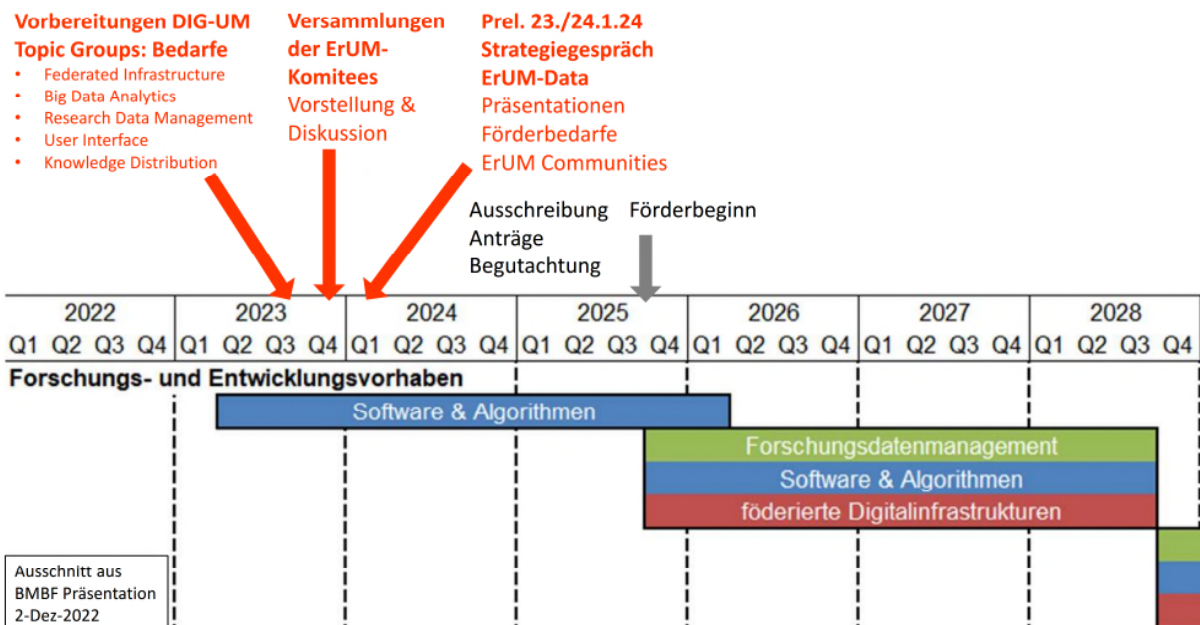 Vorbereitungen DIG-UM
Topic Groups: Bedarfe
• Federated Infrastructure
• Big Data Analytics
• Research Data Management
• User Interface
• Knowledge Distribution
Versammlungen
der ErUM-
Komitees
Vorstellung &
Diskussion
Prel. 23./24.1.24
Strategiegespräch
ErUM-Data
Präsentationen
Förderbedarfe
ErUM Communities
Ausschreibung
Anträge
Begutachtung
Förderbeginn
2022 2023 2024 2025 2026 2027 2028
Q1 Q2 Q3 Q4 Q1 Q2 Q3 Q4 Q1 Q2 Q3 Q4 Q1 Q2 Q3 Q4 Q1 Q2 Q3 Q4 Q1 Q2 Q3 Q4 Q1 Q2 Q3 Q4
Forschungs- und Entwicklungsvorhaben
Software & Algorithmen
Forschungsdatenmanagement
Software & Algorithmen
föderierte Digitalinfrastrukturen
Ausschnitt aus
BMBF Präsentation
2-Dez-2022